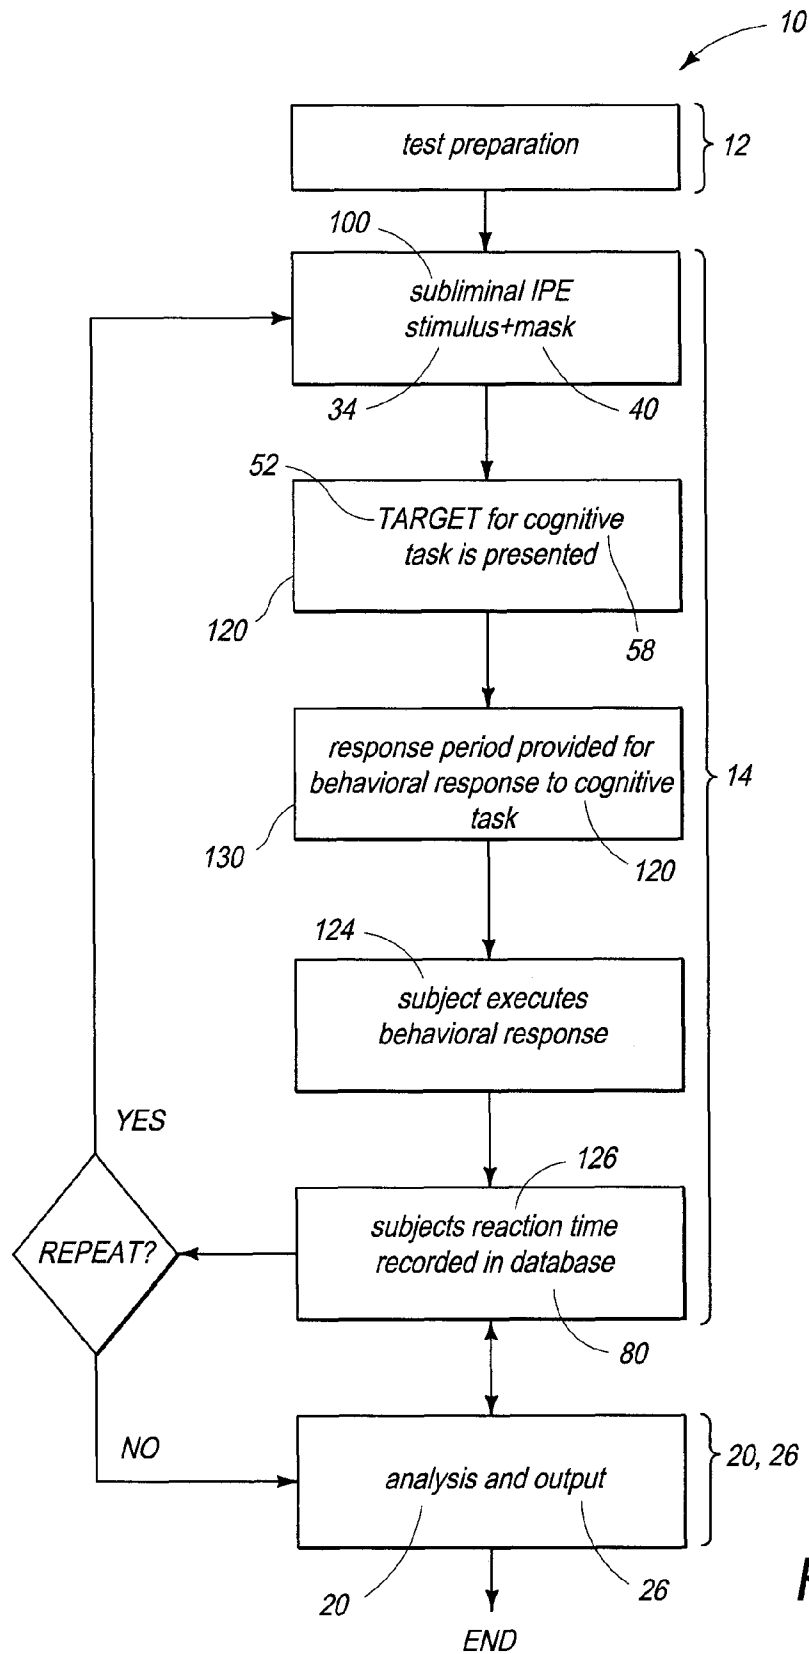 10
test preparation
12
100
subliminal IPE
stimulus+mask
34
40
52
TARGET for cognitive
task is presented
120
58
response period provided for
behavioral response to cognitive
task
14
130
120
124
subject executes
behavioral response
YES
126
REPEAT?
subjects reaction time
recorded in database
80
NO
analysis and output
20, 26
20
26
END